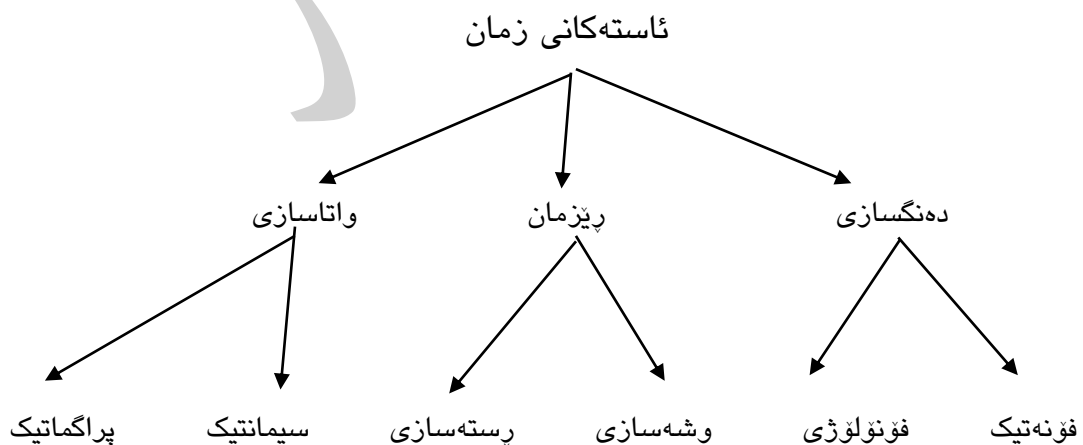 ئاستەکانی زمان
دەنگسازی ڕێزمان واتاسازی
فۆنەتیک فۆنۆلۆژی وشەسازی ڕستەسازی سیمانتیک پراگماتیک